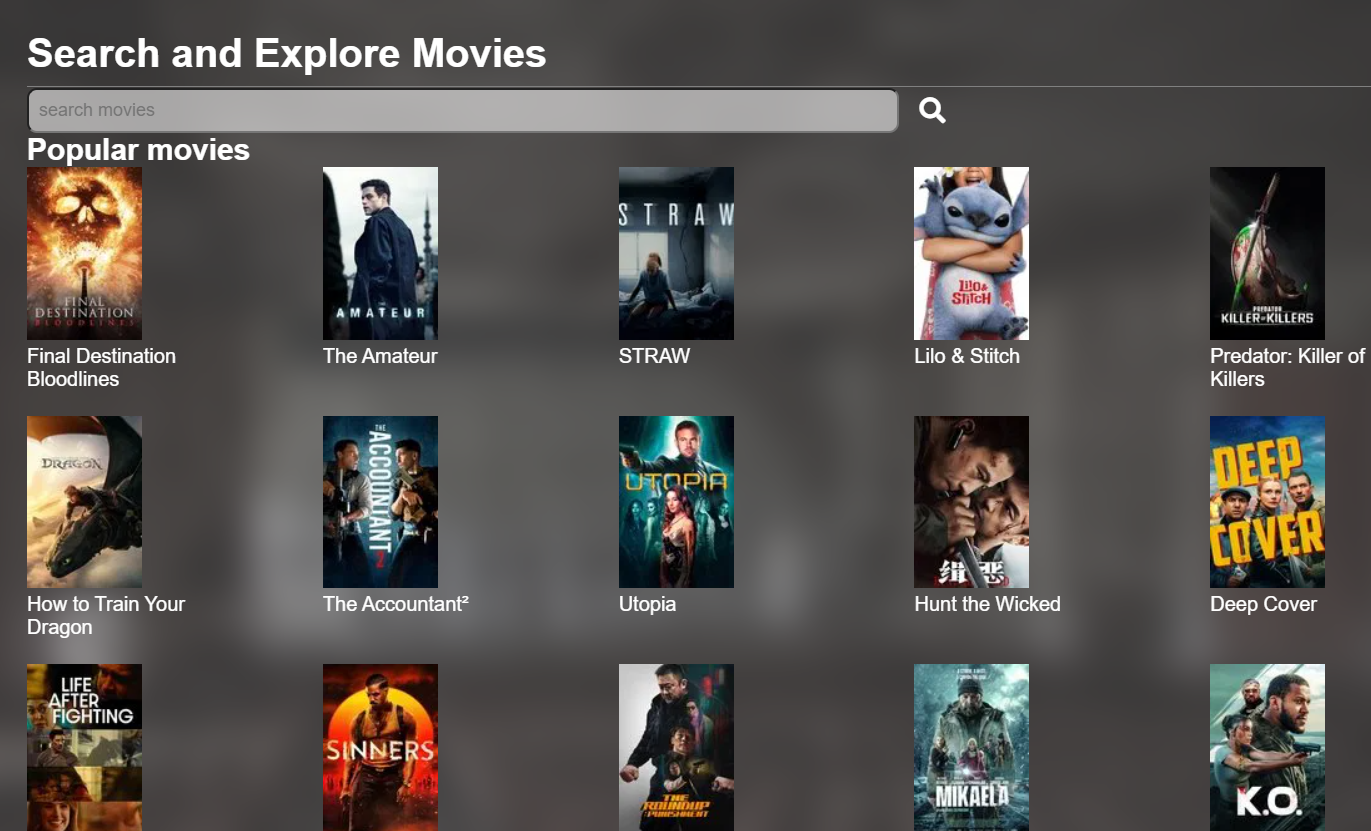 Search and Explore Movies
search movies
Popular movies
FINAL
DESTINATION
BLOODLINES
AMATEUR
STRAW
LILO &
STITCH
PREDATOR
KILLER OF KILLERS
Final Destination
Bloodlines
The Amateur
STRAW
Lilo & Stitch
Predator: Killer of
Killers
DRAGON
THE
ACCOUNTANT
2
UTOPIA
缉恶
DEEP
COVER
How to Train Your
Dragon
The Accountant²
Utopia
Hunt the Wicked
Deep Cover
LIFE
AFTER
FIGHTING
SINNERS
THE
ROUNDUP
:PUNISHMENT
MIKAELA
K.O.